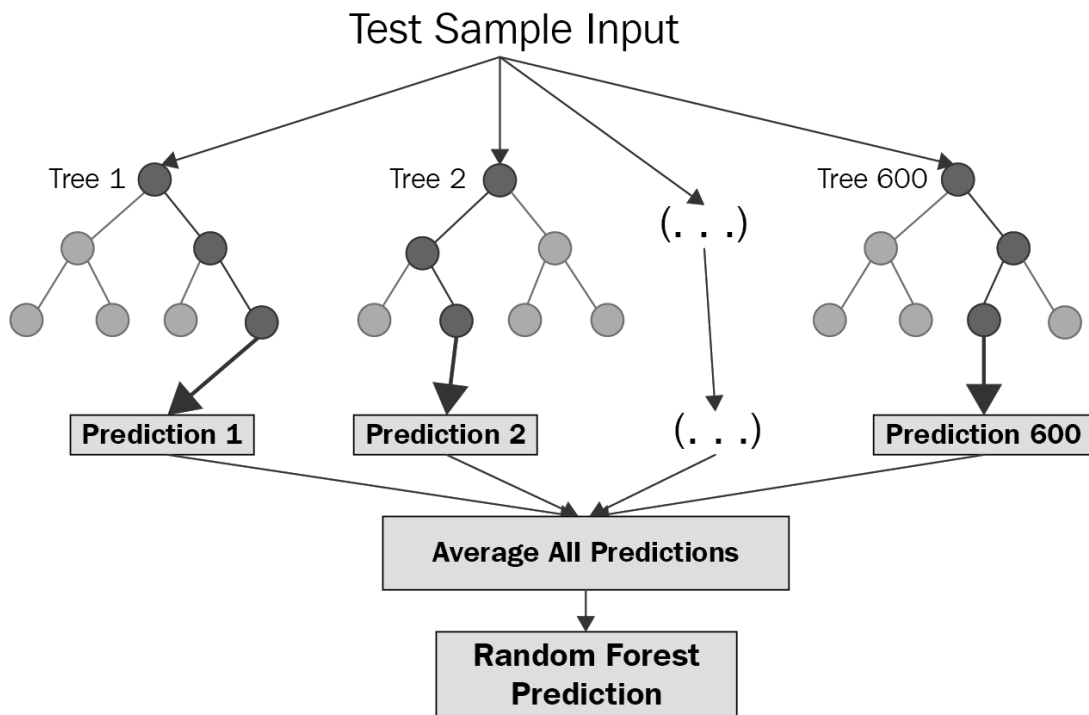 Test Sample Input
Tree 1
Tree 2
(. . .)
Tree 600
Prediction 1
Prediction 2
(. . .)
Prediction 600
Average All Predictions
Random Forest
Prediction